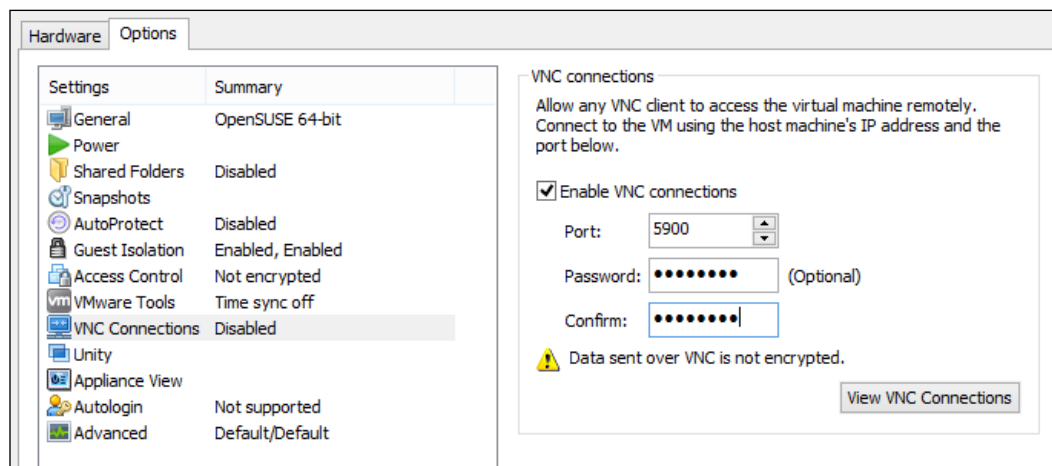 Hardware
Options
Settings Summary
General OpenSUSE 64-bit
Power
Shared Folders Disabled
Snapshots
AutoProtect Disabled
Guest Isolation Enabled, Enabled
Access Control Not encrypted
vm VMware Tools Time sync off
VNC Connections Disabled
Unity
Appliance View
Autologin Not supported
Advanced Default/Default
VNC connections
Allow any VNC client to access the virtual machine remotely.
Connect to the VM using the host machine's IP address and the
port below.
Enable VNC connections
Port: 5900
Password: ●●●●●●●● (Optional)
Confirm: ●●●●●●●●
Data sent over VNC is not encrypted.
View VNC Connections